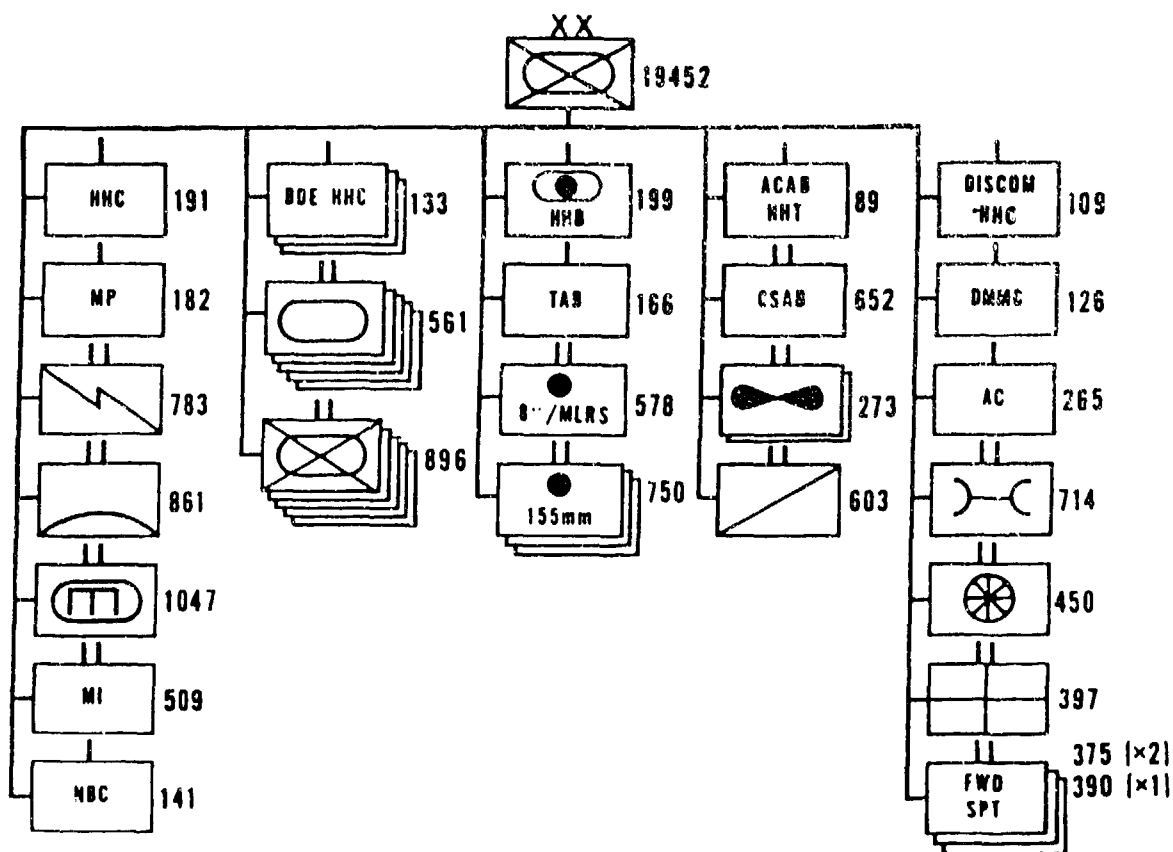 XX
19452
HHC 191
MP 182
783
861
1047
MI 509
NBC 141
BDE HHC 133
561
896
HHB 199
TAB 166
8"/MLRS 578
155mm 750
ACAB HHT 89
CSAB 652
273
603
DISCOM HHC 109
DMMC 126
AC 265
714
450
397
FWD SPT
375 (×2)
390 (×1)